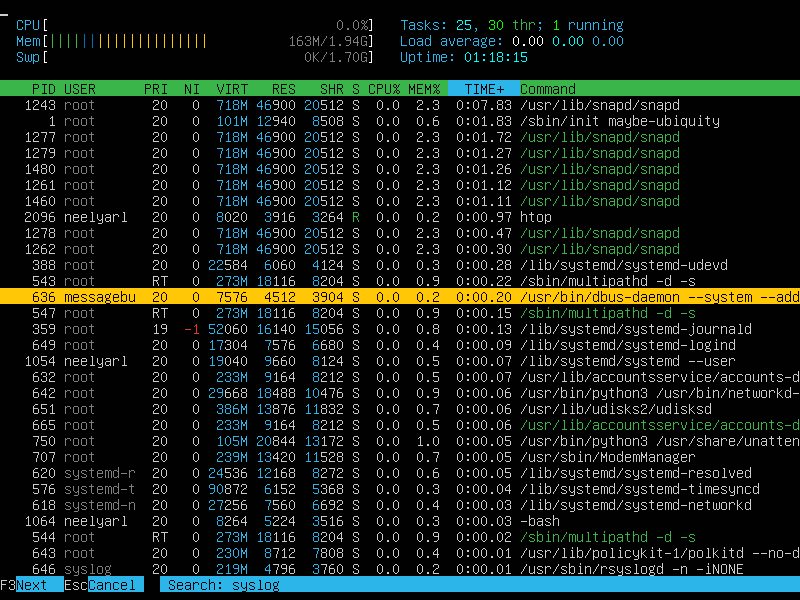 CPU[ 0.0%] Tasks: 25, 30 thr; 1 running
Mem[||||||||||||||||||||163M/1.94G] Load average: 0.00 0.00 0.00
Swp[ 0K/1.70G] Uptime: 01:18:15
PID USER PRI NI VIRT RES SHR S CPU% MEM% TIME+ Command
1243 root 20 0 718M 46900 20512 S 0.0 2.3 0:07.83 /usr/lib/snapd/snapd
1 root 20 0 101M 12940 8508 S 0.0 0.6 0:01.83 /sbin/init maybe-ubiquity
1277 root 20 0 718M 46900 20512 S 0.0 2.3 0:01.72 /usr/lib/snapd/snapd
1279 root 20 0 718M 46900 20512 S 0.0 2.3 0:01.27 /usr/lib/snapd/snapd
1480 root 20 0 718M 46900 20512 S 0.0 2.3 0:01.26 /usr/lib/snapd/snapd
1261 root 20 0 718M 46900 20512 S 0.0 2.3 0:01.12 /usr/lib/snapd/snapd
1460 root 20 0 718M 46900 20512 S 0.0 2.3 0:01.11 /usr/lib/snapd/snapd
2096 neelyarl 20 0 8020 3916 3264 R 0.0 0.2 0:00.97 htop
1278 root 20 0 718M 46900 20512 S 0.0 2.3 0:00.47 /usr/lib/snapd/snapd
1262 root 20 0 718M 46900 20512 S 0.0 2.3 0:00.30 /usr/lib/snapd/snapd
388 root 20 0 22584 6060 4124 S 0.0 0.3 0:00.28 /lib/systemd/systemd-udevd
543 root RT 0 273M 18116 8204 S 0.0 0.9 0:00.22 /sbin/multipathd -d -s
636 messagebu 20 0 7576 4512 3904 S 0.0 0.2 0:00.20 /usr/bin/dbus-daemon --system --add
547 root RT 0 273M 18116 8204 S 0.0 0.9 0:00.15 /sbin/multipathd -d -s
359 root 19 -1 52060 16140 15056 S 0.0 0.8 0:00.13 /lib/systemd/systemd-journald
649 root 20 0 17304 7576 6680 S 0.0 0.4 0:00.09 /lib/systemd/systemd-logind
1054 neelyarl 20 0 19040 9660 8124 S 0.0 0.5 0:00.07 /lib/systemd/systemd --user
632 root 20 0 233M 9164 8212 S 0.0 0.5 0:00.07 /usr/lib/accountsservice/accounts-d
642 root 20 0 29668 18488 10476 S 0.0 0.9 0:00.06 /usr/bin/python3 /usr/bin/networkd-
651 root 20 0 386M 13876 11832 S 0.0 0.7 0:00.06 /usr/lib/udisks2/udisksd
665 root 20 0 233M 9164 8212 S 0.0 0.5 0:00.06 /usr/lib/accountsservice/accounts-d
750 root 20 0 105M 20844 13172 S 0.0 1.0 0:00.05 /usr/bin/python3 /usr/share/unatten
707 root 20 0 239M 13420 11528 S 0.0 0.7 0:00.05 /usr/sbin/ModemManager
620 systemd-r 20 0 24536 12168 8272 S 0.0 0.6 0:00.05 /lib/systemd/systemd-resolved
576 systemd-t 20 0 90872 6152 5368 S 0.0 0.3 0:00.04 /lib/systemd/systemd-timesyncd
618 systemd-n 20 0 27256 7560 6692 S 0.0 0.4 0:00.03 /lib/systemd/systemd-networkd
1064 neelyarl 20 0 8264 5224 3516 S 0.0 0.3 0:00.03 -bash
544 root RT 0 273M 18116 8204 S 0.0 0.9 0:00.02 /sbin/multipathd -d -s
643 root 20 0 230M 8712 7808 S 0.0 0.4 0:00.01 /usr/lib/policykit-1/polkitd --no-d
646 syslog 20 0 219M 4796 3760 S 0.0 0.2 0:00.01 /usr/sbin/rsyslogd -n -iNONE
F3Next EscCancel Search: syslog